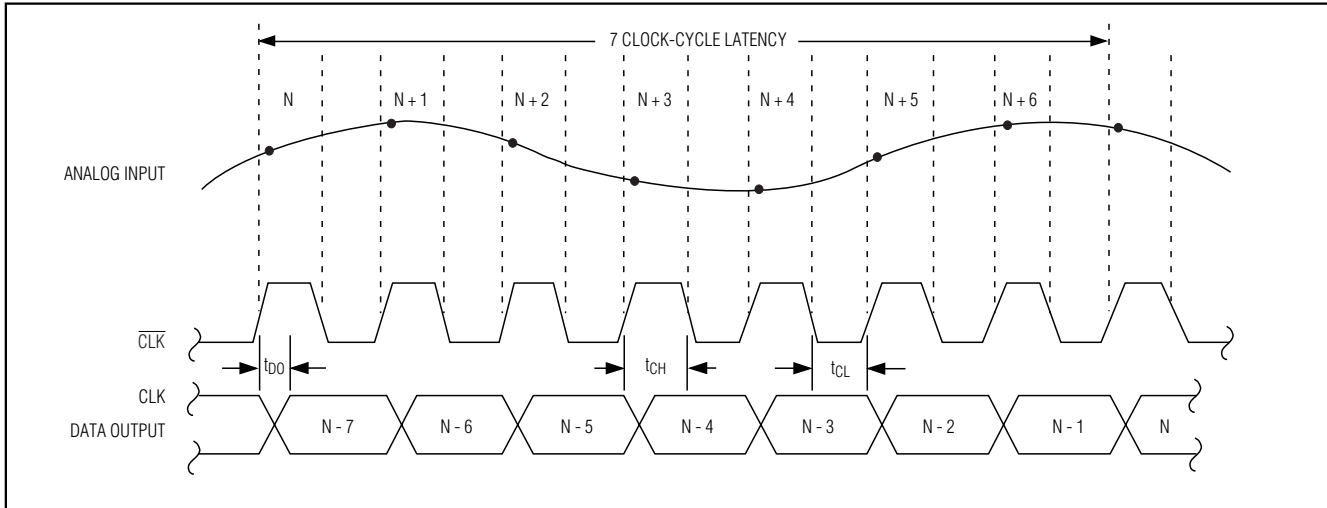 7 CLOCK-CYCLE LATENCY
N N + 1 N + 2 N + 3 N + 4 N + 5 N + 6
ANALOG INPUT
C̅L̅K̅
tDO tCH tCL
CLK
DATA OUTPUT
N - 7 N - 6 N - 5 N - 4 N - 3 N - 2 N - 1 N